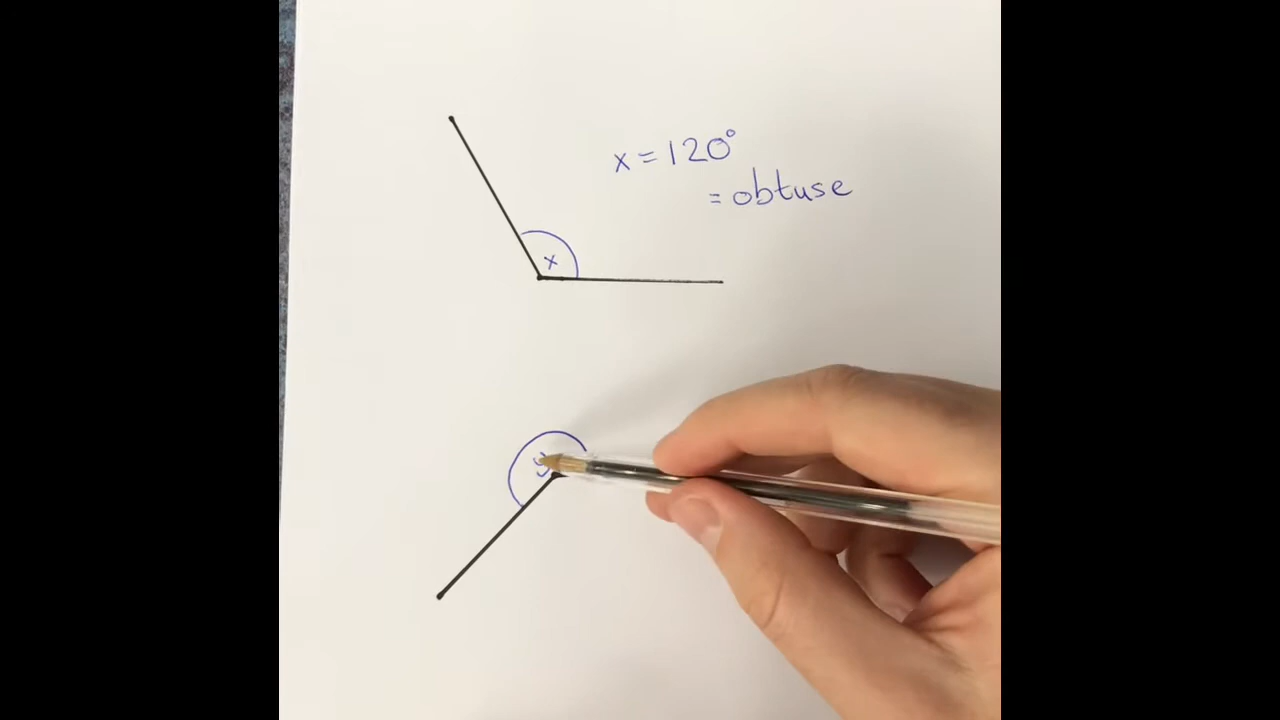 x = 120°
= obtuse
x
y